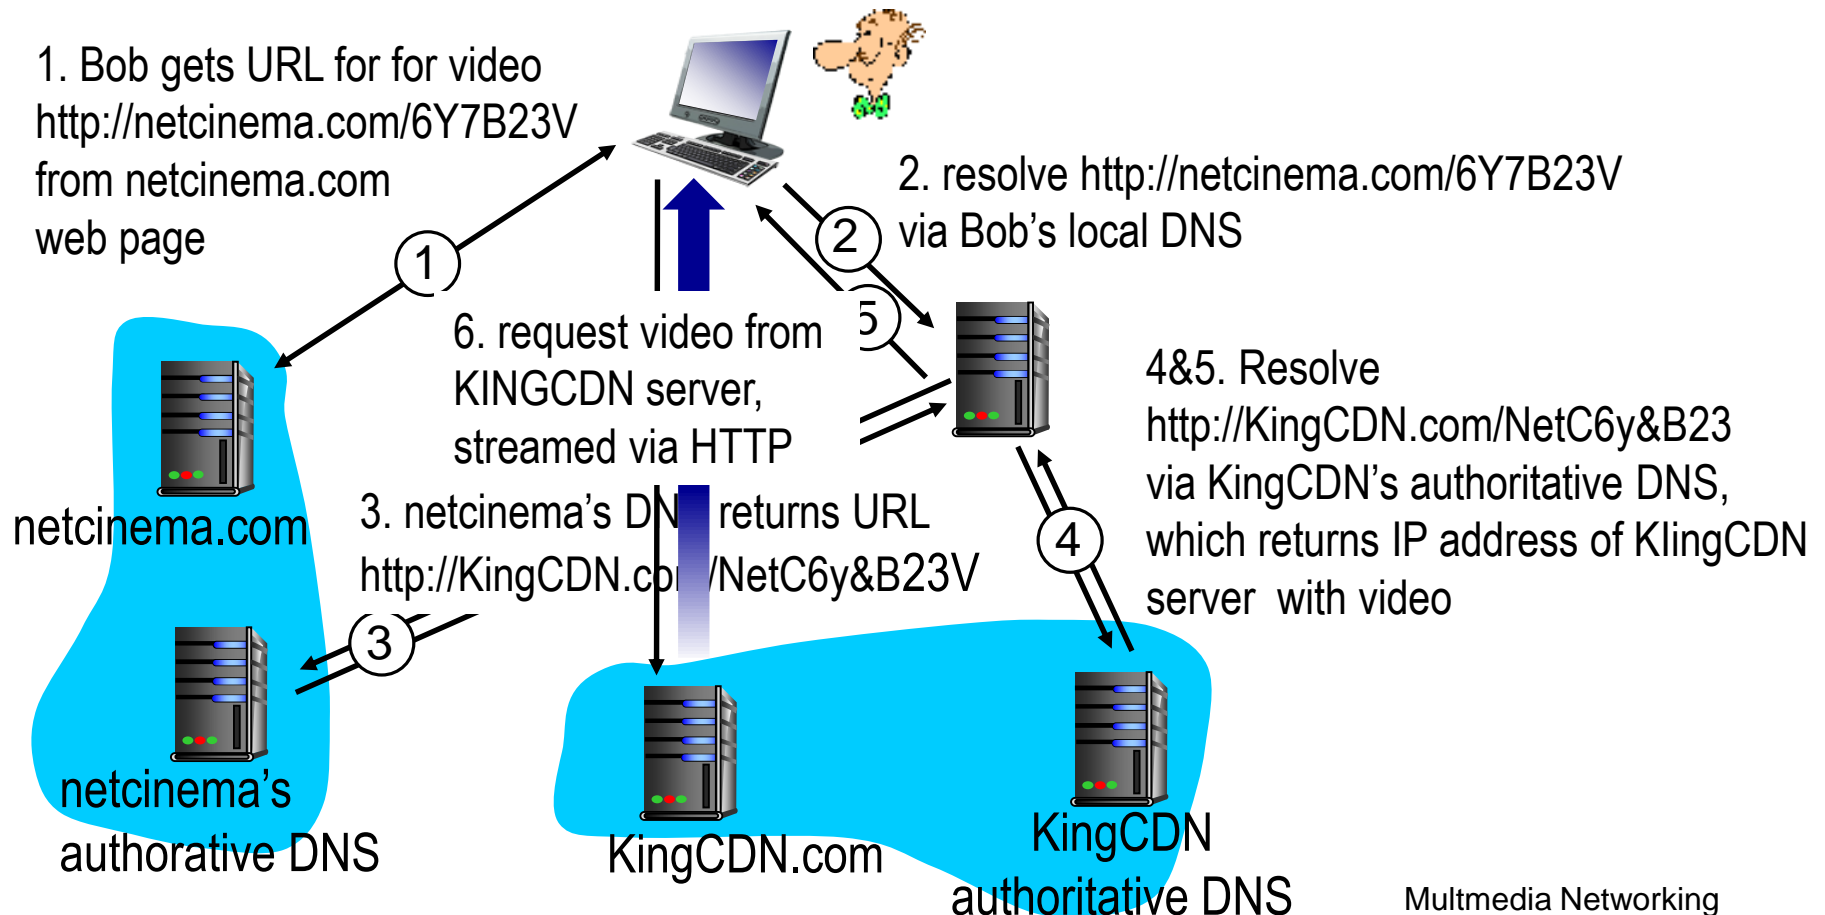 1. Bob gets URL for for video
http://netcinema.com/6Y7B23V
from netcinema.com
web page
2. resolve http://netcinema.com/6Y7B23V
via Bob's local DNS
1
2
5
6. request video from
KINGCDN server,
streamed via HTTP
4&5. Resolve
http://KingCDN.com/NetC6y&B23
via KingCDN's authoritative DNS,
which returns IP address of KIingCDN
server with video
netcinema.com
3. netcinema's DNS returns URL
http://KingCDN.com/NetC6y&B23V
4
3
netcinema's
authorative DNS
KingCDN.com
KingCDN
authoritative DNS
Multmedia Networking